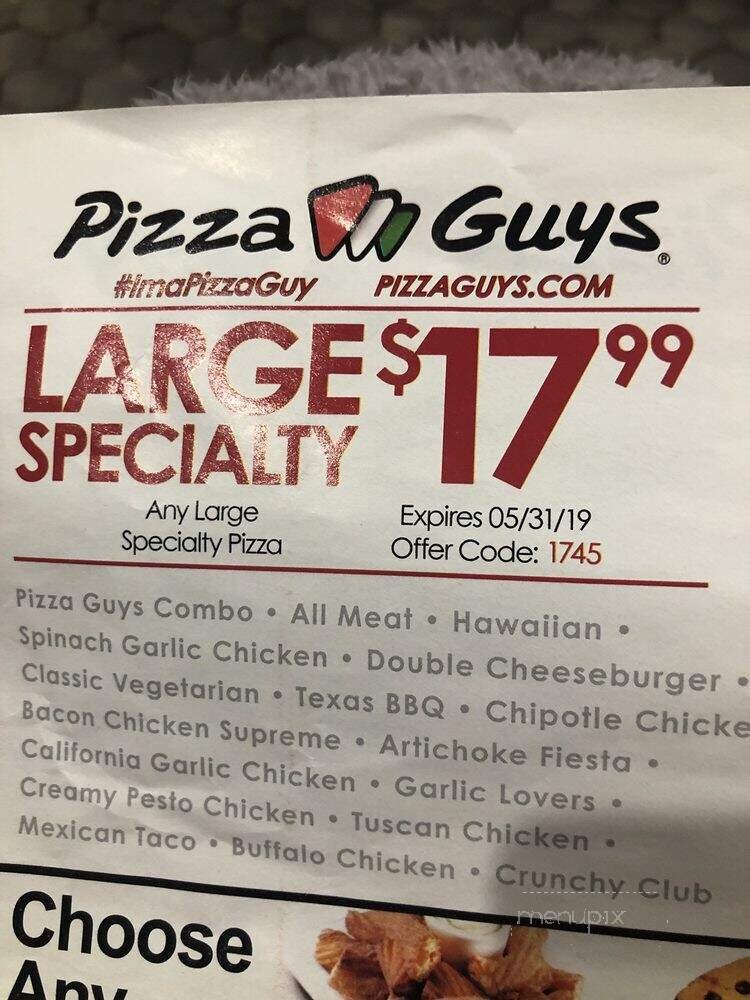 Pizza Guys®
#ImaPizzaGuy PIZZAGUYS.COM
LARGE $17.99
SPECIALTY
Any Large
Specialty Pizza
Expires 05/31/19
Offer Code: 1745
Pizza Guys Combo • All Meat • Hawaiian •
Spinach Garlic Chicken • Double Cheeseburger •
Classic Vegetarian • Texas BBQ • Chipotle Chicke
Bacon Chicken Supreme • Artichoke Fiesta •
California Garlic Chicken • Garlic Lovers •
Creamy Pesto Chicken • Tuscan Chicken •
Mexican Taco • Buffalo Chicken • Crunchy Club
menupix
Choose
Any